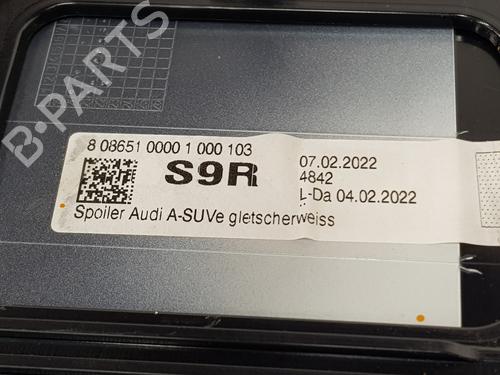 B-PARTS
8 08651 0000 1 000 103
S9R
07.02.2022
4842
L-Da 04.02.2022
Spoiler Audi A-SUVe gletscherweiss